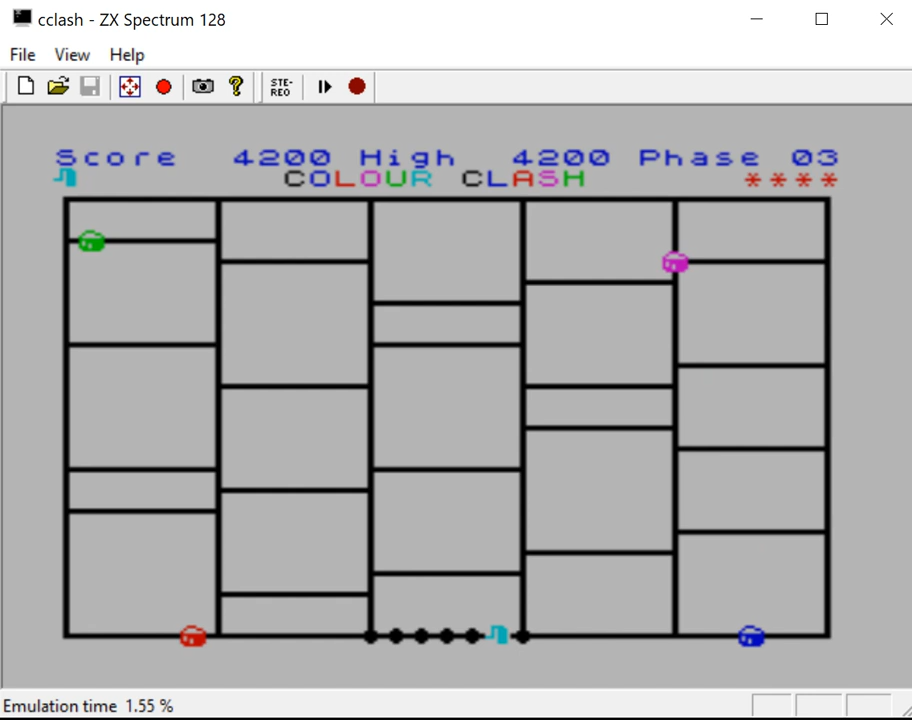 cclash - ZX Spectrum 128
File View Help
STE-
REO
Score 4200 High 4200 Phase 03
COLOUR CLASH ****
Emulation time 1.55 %